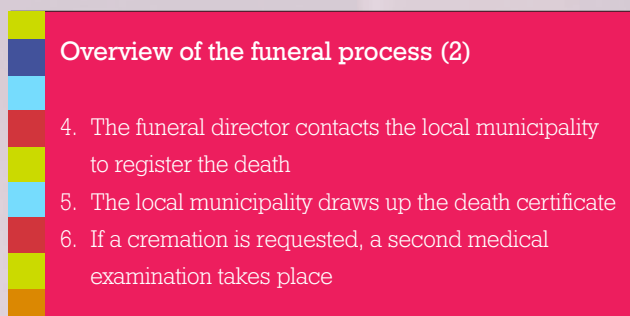 Overview of the funeral process (2)
4. The funeral director contacts the local municipality
to register the death
5. The local municipality draws up the death certificate
6. If a cremation is requested, a second medical
examination takes place